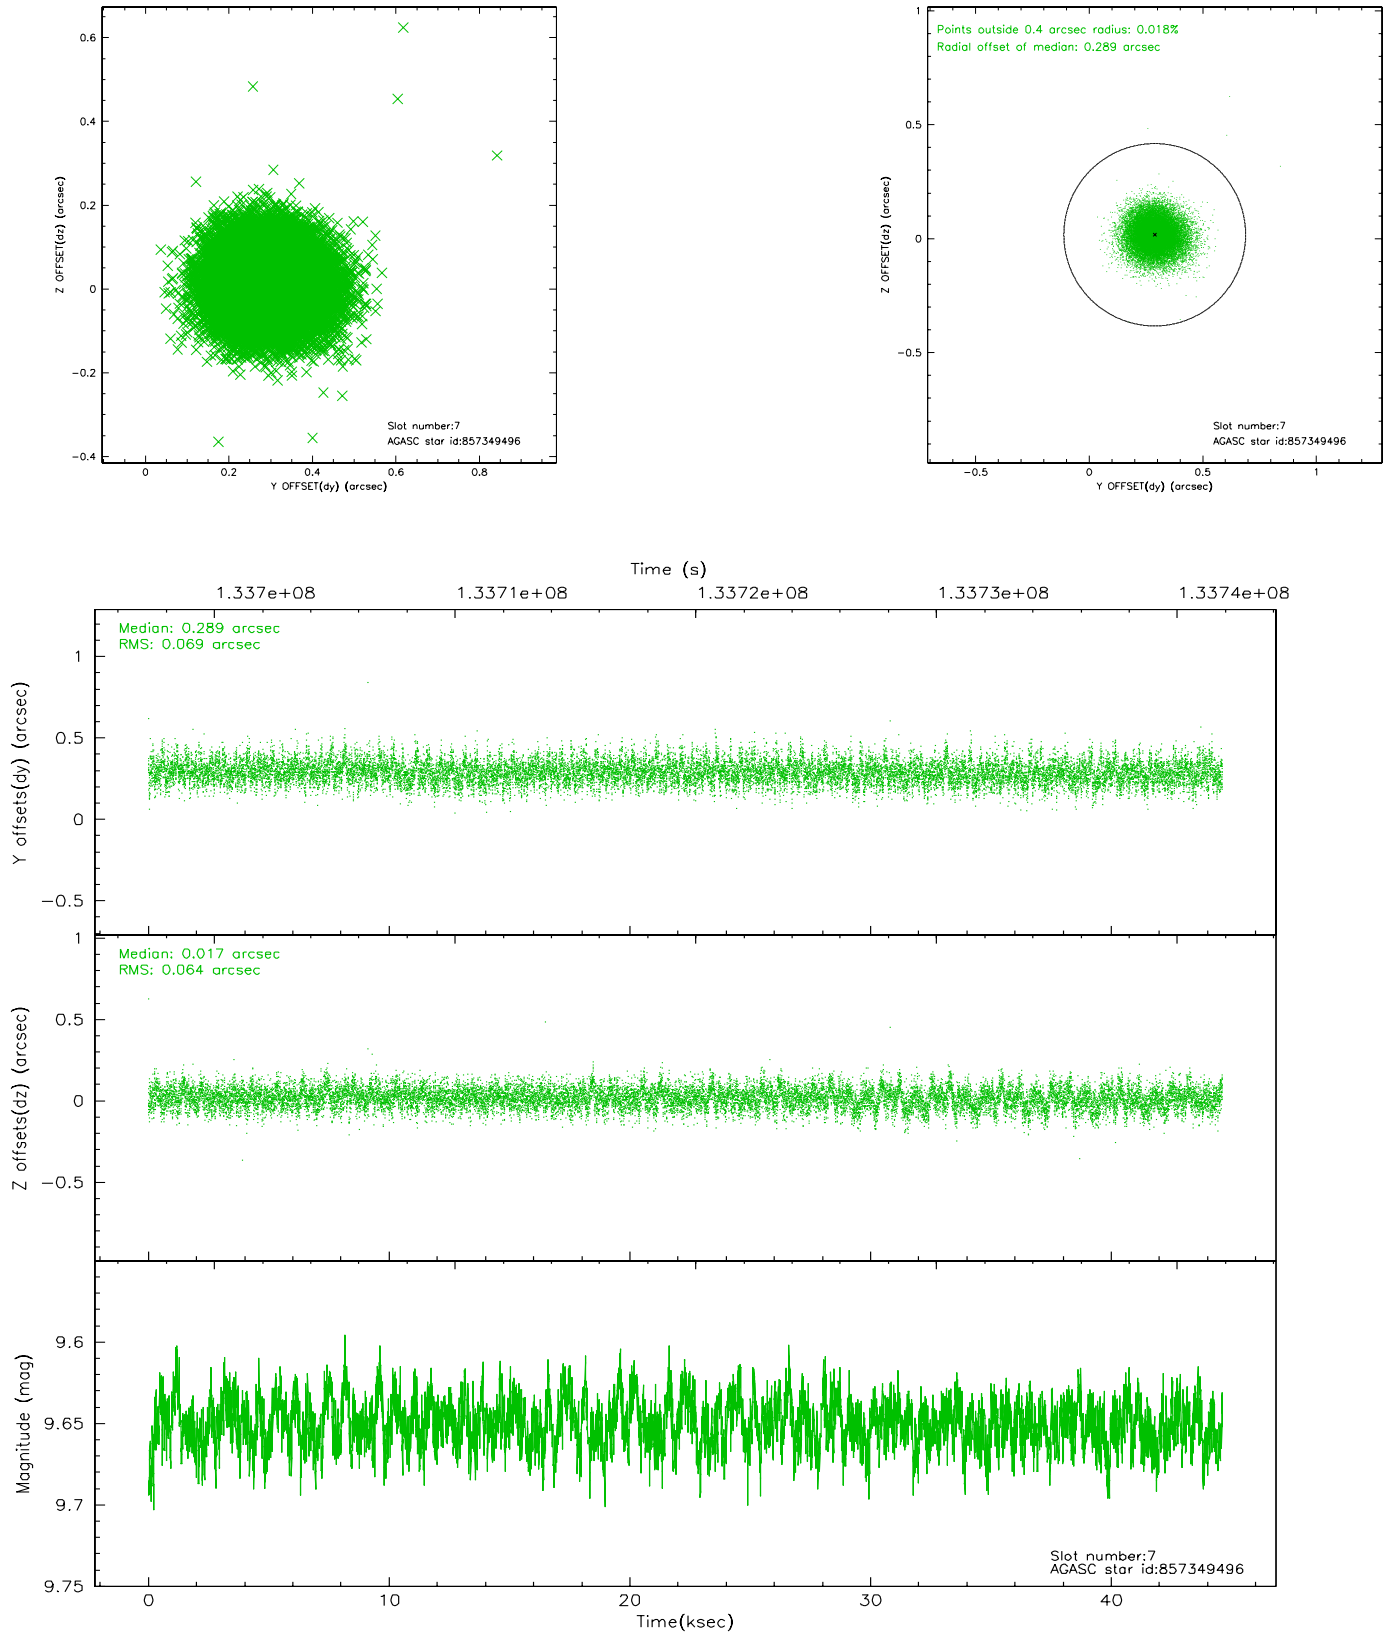 0.6
0.4
0.2
0
−0.2
−0.4
Z OFFSET(dz) (arcsec)
0 0.2 0.4 0.6 0.8
Y OFFSET(dy) (arcsec)
Slot number:7
AGASC star id:857349496
Points outside 0.4 arcsec radius: 0.018%
Radial offset of median: 0.289 arcsec
1
0.5
0
−0.5
Z OFFSET(dz) (arcsec)
−0.5 0 0.5 1
Y OFFSET(dy) (arcsec)
Slot number:7
AGASC star id:857349496
Time (s)
1.337e+08 1.3371e+08 1.3372e+08 1.3373e+08 1.3374e+08
Median: 0.289 arcsec
RMS: 0.069 arcsec
1
0.5
0
−0.5
Y offsets(dy) (arcsec)
Median: 0.017 arcsec
RMS: 0.064 arcsec
1
0.5
0
−0.5
Z offsets(dz) (arcsec)
9.6
9.65
9.7
9.75
Magnitude (mag)
Slot number:7
AGASC star id:857349496
0 10 20 30 40
Time(ksec)